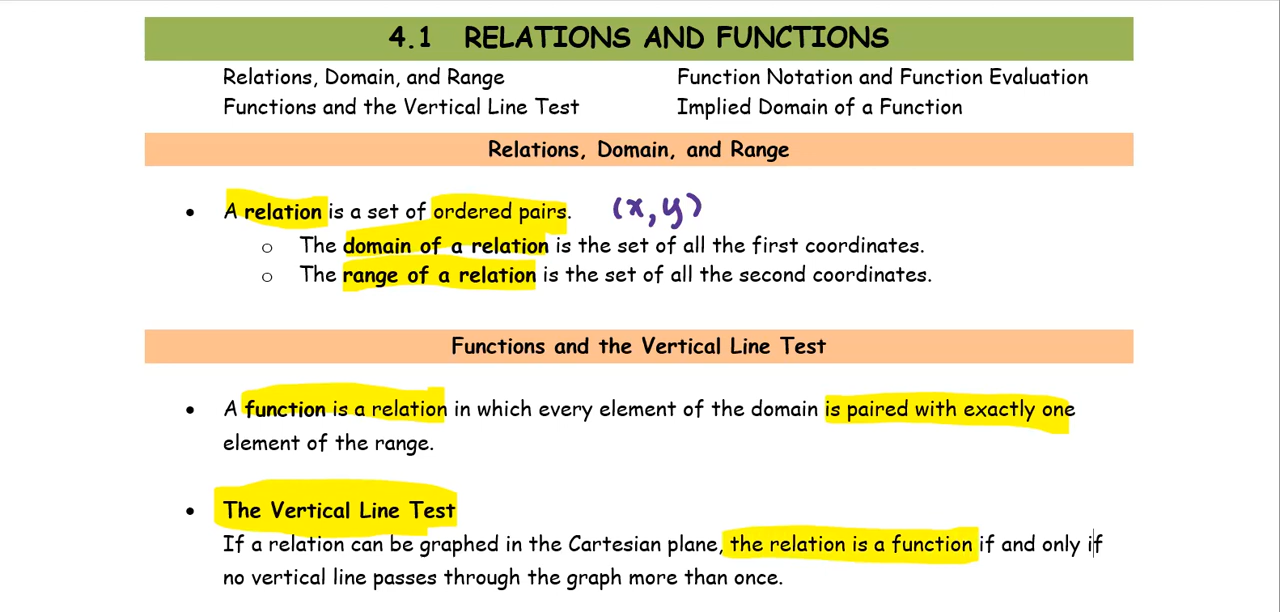 4.1 RELATIONS AND FUNCTIONS
Relations, Domain, and Range
Function Notation and Function Evaluation
Functions and the Vertical Line Test
Implied Domain of a Function
Relations, Domain, and Range
• A relation is a set of ordered pairs. (x, y)
o The domain of a relation is the set of all the first coordinates.
o The range of a relation is the set of all the second coordinates.
Functions and the Vertical Line Test
• A function is a relation in which every element of the domain is paired with exactly one
element of the range.
• The Vertical Line Test
If a relation can be graphed in the Cartesian plane, the relation is a function if and only if
no vertical line passes through the graph more than once.